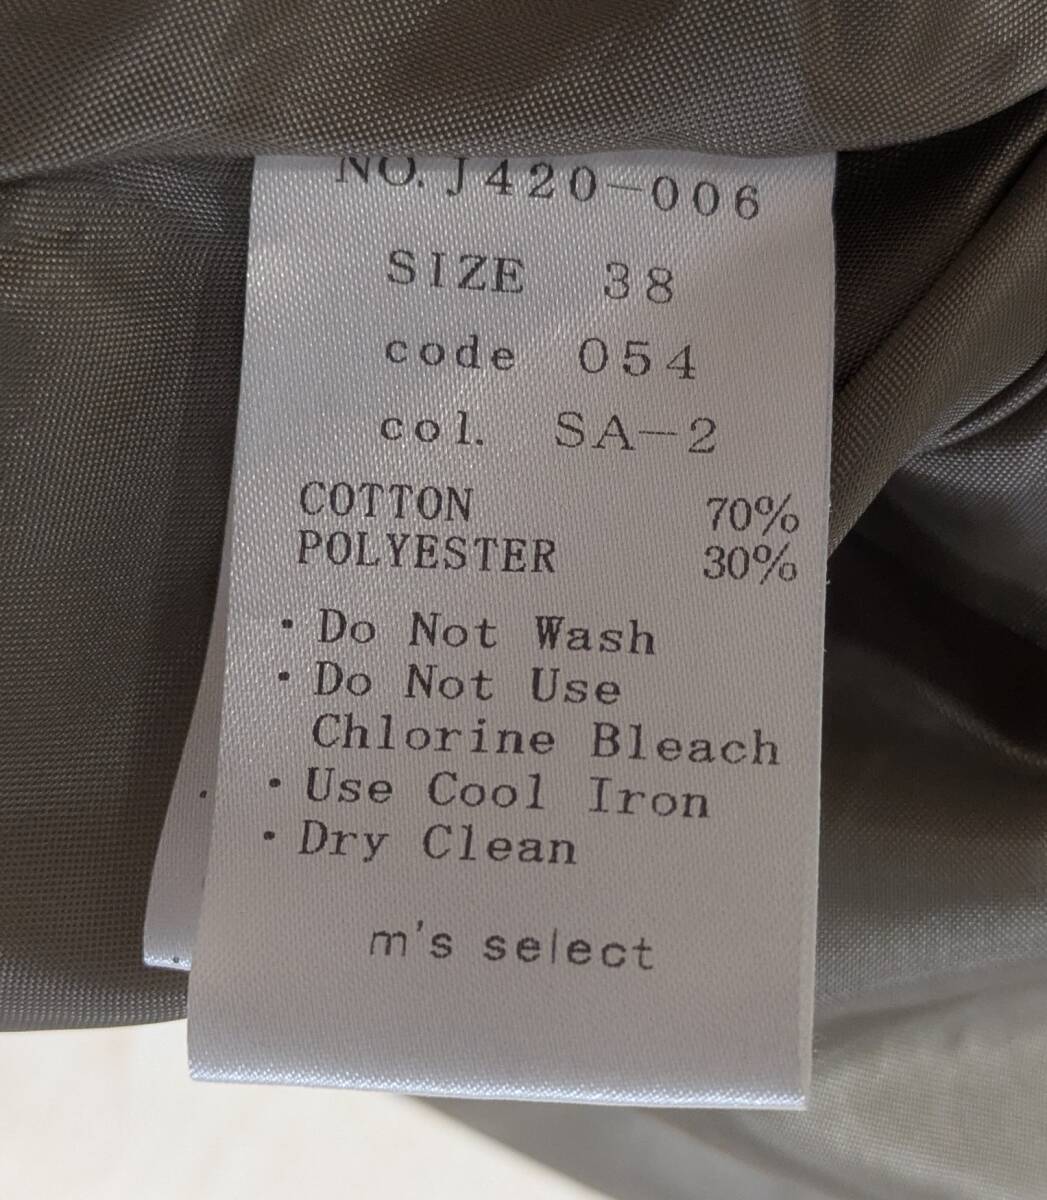 NO. J420-006
SIZE 38
code 054
col. SA-2
COTTON 70%
POLYESTER 30%
・Do Not Wash
・Do Not Use
Chlorine Bleach
・Use Cool Iron
・Dry Clean
m's select